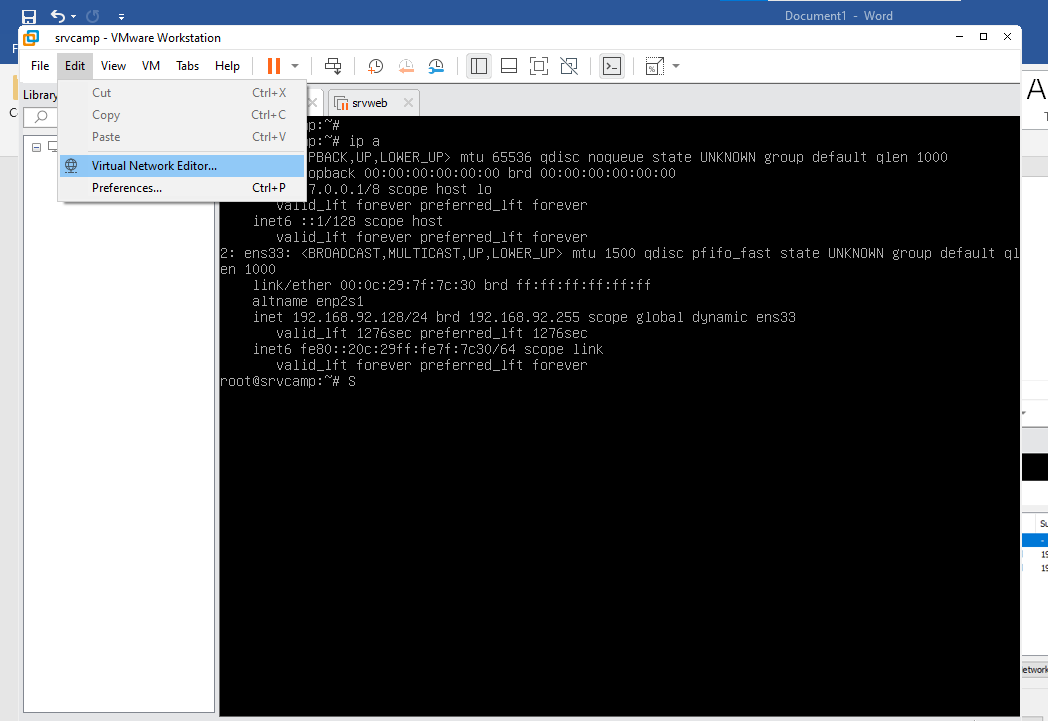 Document1 - Word
srvcamp - VMware Workstation
File Edit View VM Tabs Help
Library
Cut Ctrl+X
Copy Ctrl+C
Paste Ctrl+V
Virtual Network Editor...
Preferences... Ctrl+P
srvweb
p:~#
p:~# ip a
PBACK,UP,LOWER_UP> mtu 65536 qdisc noqueue state UNKNOWN group default qlen 1000
opback 00:00:00:00:00:00 brd 00:00:00:00:00:00
7.0.0.1/8 scope host lo
valid_lft forever preferred_lft forever
inet6 ::1/128 scope host
valid_lft forever preferred_lft forever
2: ens33: <BROADCAST,MULTICAST,UP,LOWER_UP> mtu 1500 qdisc pfifo_fast state UNKNOWN group default ql
en 1000
link/ether 00:0c:29:7f:7c:30 brd ff:ff:ff:ff:ff:ff
altname enp2s1
inet 192.168.92.128/24 brd 192.168.92.255 scope global dynamic ens33
valid_lft 1276sec preferred_lft 1276sec
inet6 fe80::20c:29ff:fe7f:7c30/64 scope link
valid_lft forever preferred_lft forever
root@srvcamp:~# S